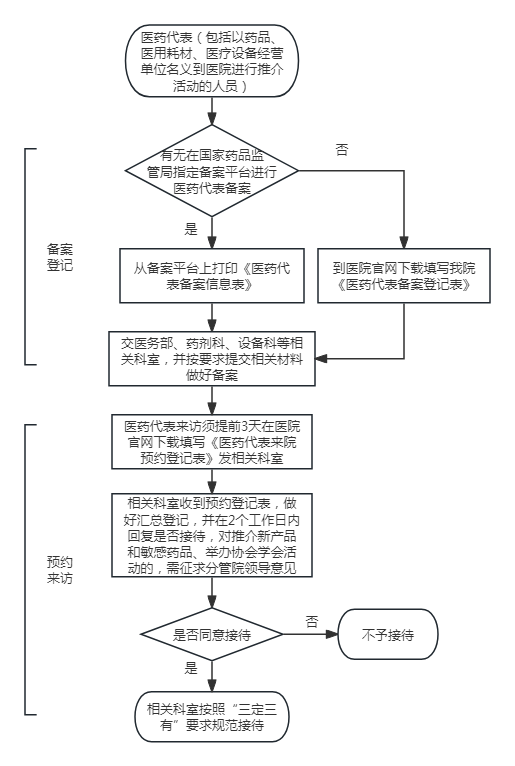 医药代表（包括以药品、
医用耗材、医疗设备经营
单位名义到医院进行推介
活动的人员）
有无在国家药品监
管局指定备案平台进行
医药代表备案
否
是
备案
登记
从备案平台上打印《医药代
表备案信息表》
到医院官网下载填写我院
《医药代表备案登记表》
交医务部、药剂科、设备科等相
关科室，并按要求提交相关材料
做好备案
医药代表来访须提前3天在医院
官网下载填写《医药代表来院
预约登记表》发相关科室
相关科室收到预约登记表，做
好汇总登记，并在2个工作日内
回复是否接待，对推介新产品
和敏感药品、举办协会学会活
动的，需征求分管院领导意见
预约
来访
是否同意接待
否
不予接待
是
相关科室按照“三定三
有”要求规范接待